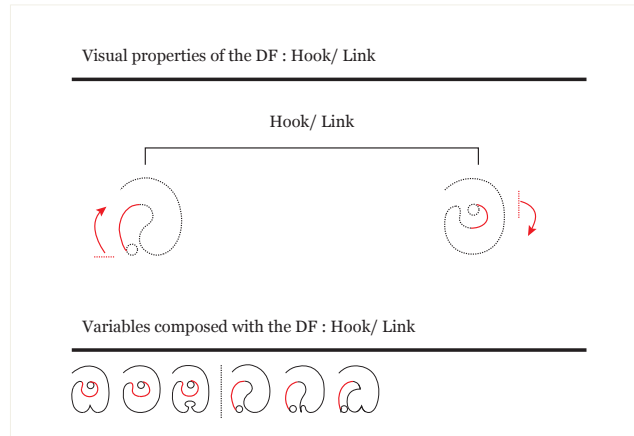 Visual properties of the DF : Hook/ Link
Hook/ Link
Variables composed with the DF : Hook/ Link